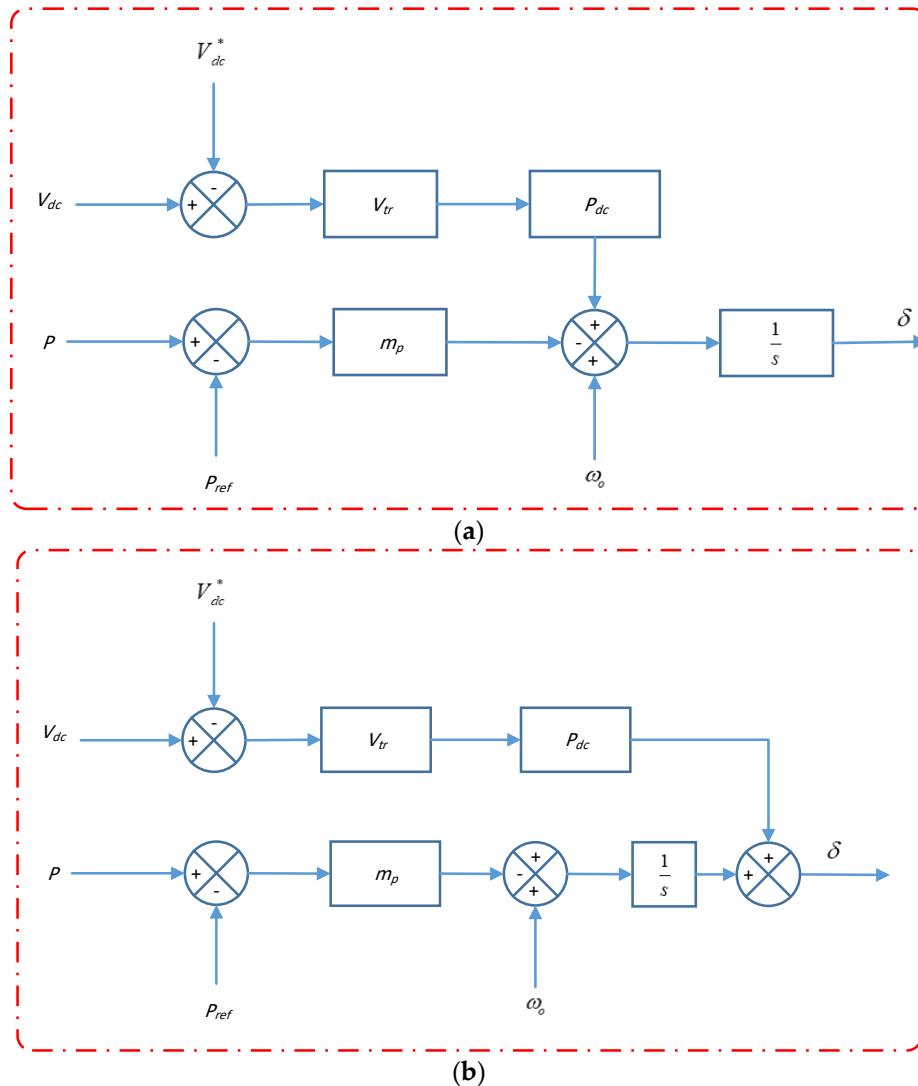 V*dc
-
Vdc
+
Vtr
Pdc
P
+
-
mp
+
-
+
1
s
δ
Pref
ωo
(a)
V*dc
-
Vdc
+
Vtr
Pdc
P
+
-
mp
+
-
+
1
s
+
+
δ
Pref
ωo
(b)